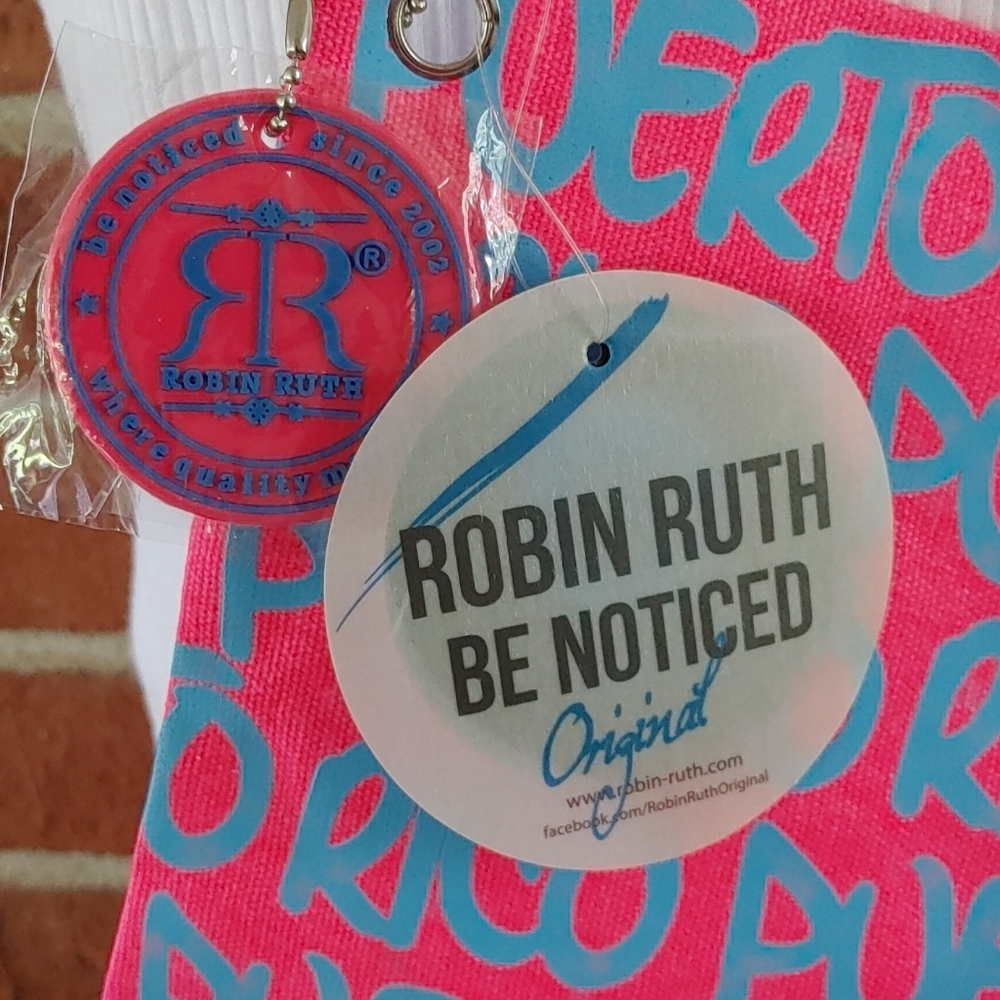 be noticed since 2002
RR®
ROBIN RUTH
where quality
PUERTO
ROBIN RUTH
BE NOTICED
Original
www.robin-ruth.com
facebook.com/RobinRuthOriginal
RICO